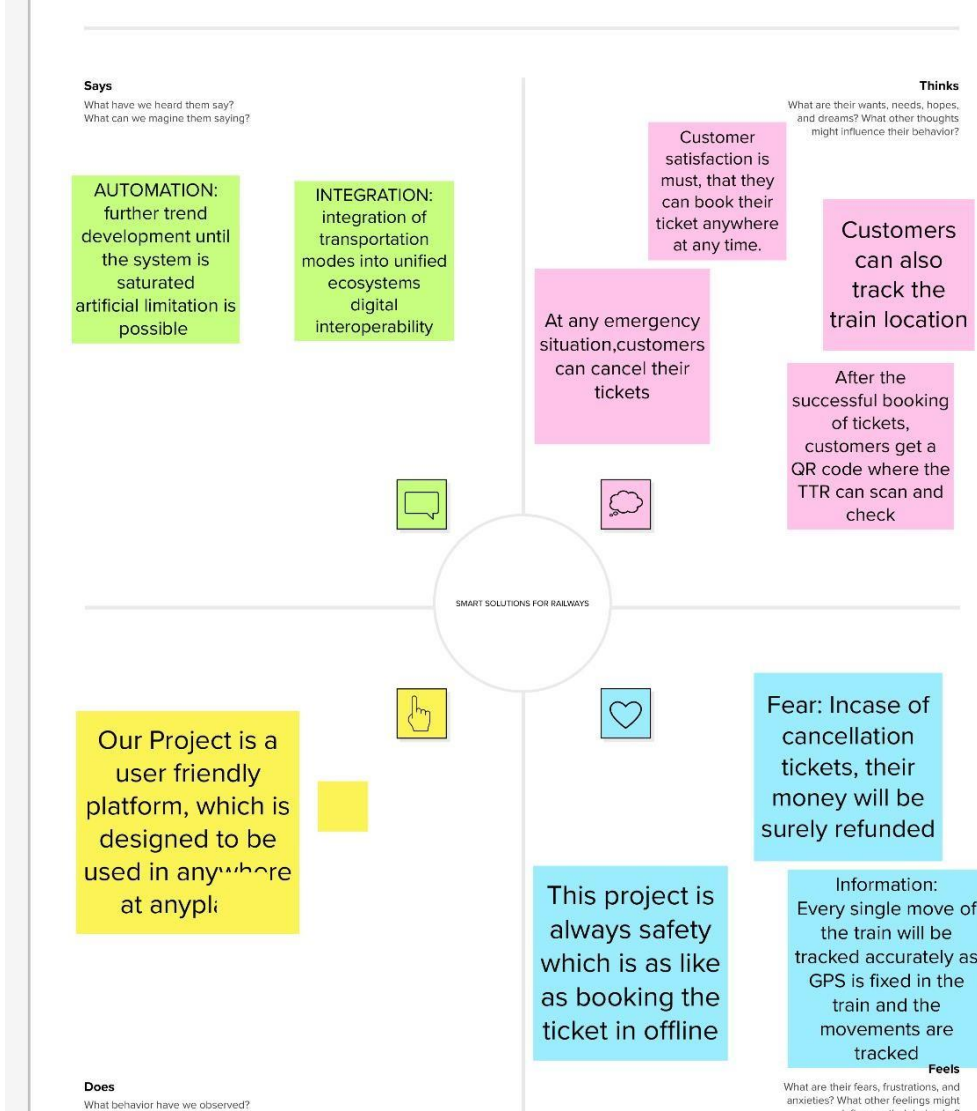 Says
What have we heard them say?
What can we magine them saying?
AUTOMATION:
further trend
development until
the system is
saturated
artificial limitation is
possible
INTEGRATION:
integration of
transportation
modes into unified
ecosystems
digital
interoperability
Thinks
What are their wants, needs, hopes,
and dreams? What other thoughts
might influence their behavior?
Customer
satisfaction is
must, that they
can book their
ticket anywhere
at any time.
Customers
can also
track the
train location
At any emergency
situation,customers
can cancel their
tickets
After the
successful booking
of tickets,
customers get a
QR code where the
TTR can scan and
check
SMART SOLUTIONS FOR RAILWAYS
Our Project is a
user friendly
platform, which is
designed to be
used in anywhere
at
Fear: Incase of
cancellation
tickets, their
money will be
surely refunded
This project is
always safety
which is as like
as booking the
ticket in offline
Information:
Every single move of
the train will be
tracked accurately as
GPS is fixed in the
train and the
movements are
tracked
Does
What behavior have we observed?
Feels
What are their fears, frustrations, and
anxieties? What other feelings might